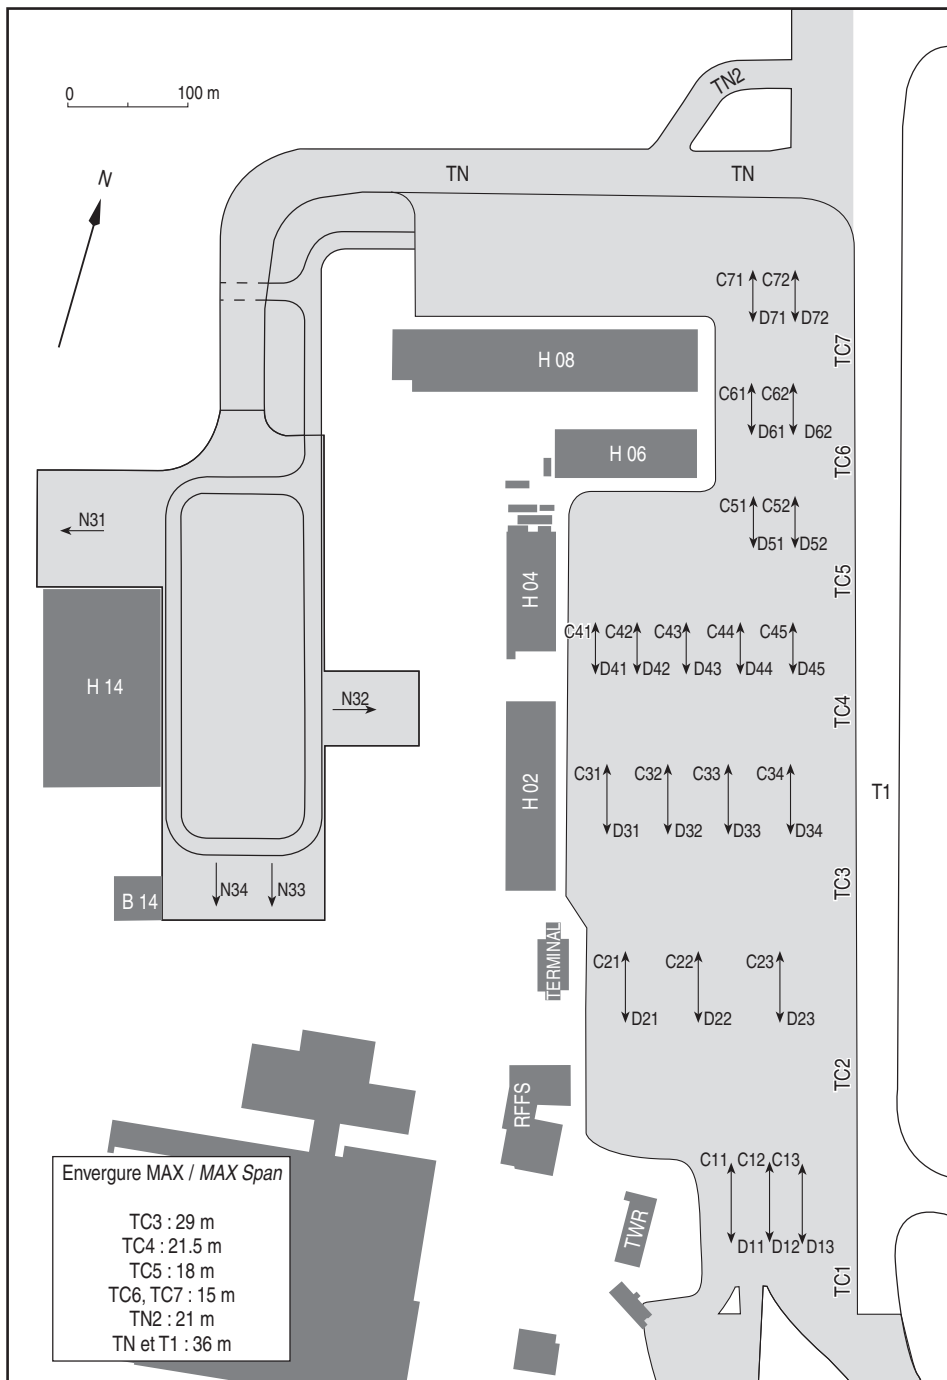 TN2
0 100 m
N
TN TN
C71 C72
D71 D72
TC7
H 08
C61 C62
D61 D62
H 06
TC6
N31
C51 C52
D51 D52
H 04
TC5
C41 C42 C43 C44 C45
D41 D42 D43 D44 D45
H 14
N32
TC4
C31 C32 C33 C34
H 02
T1
D31 D32 D33 D34
TC3
N34 N33
B 14
TERMINAL
C21 C22 C23
D21 D22 D23
TC2
RFFS
C11 C12 C13
TWR
D11 D12 D13
TC1
Envergure MAX / MAX Span
TC3 : 29 m
TC4 : 21.5 m
TC5 : 18 m
TC6, TC7 : 15 m
TN2 : 21 m
TN et T1 : 36 m